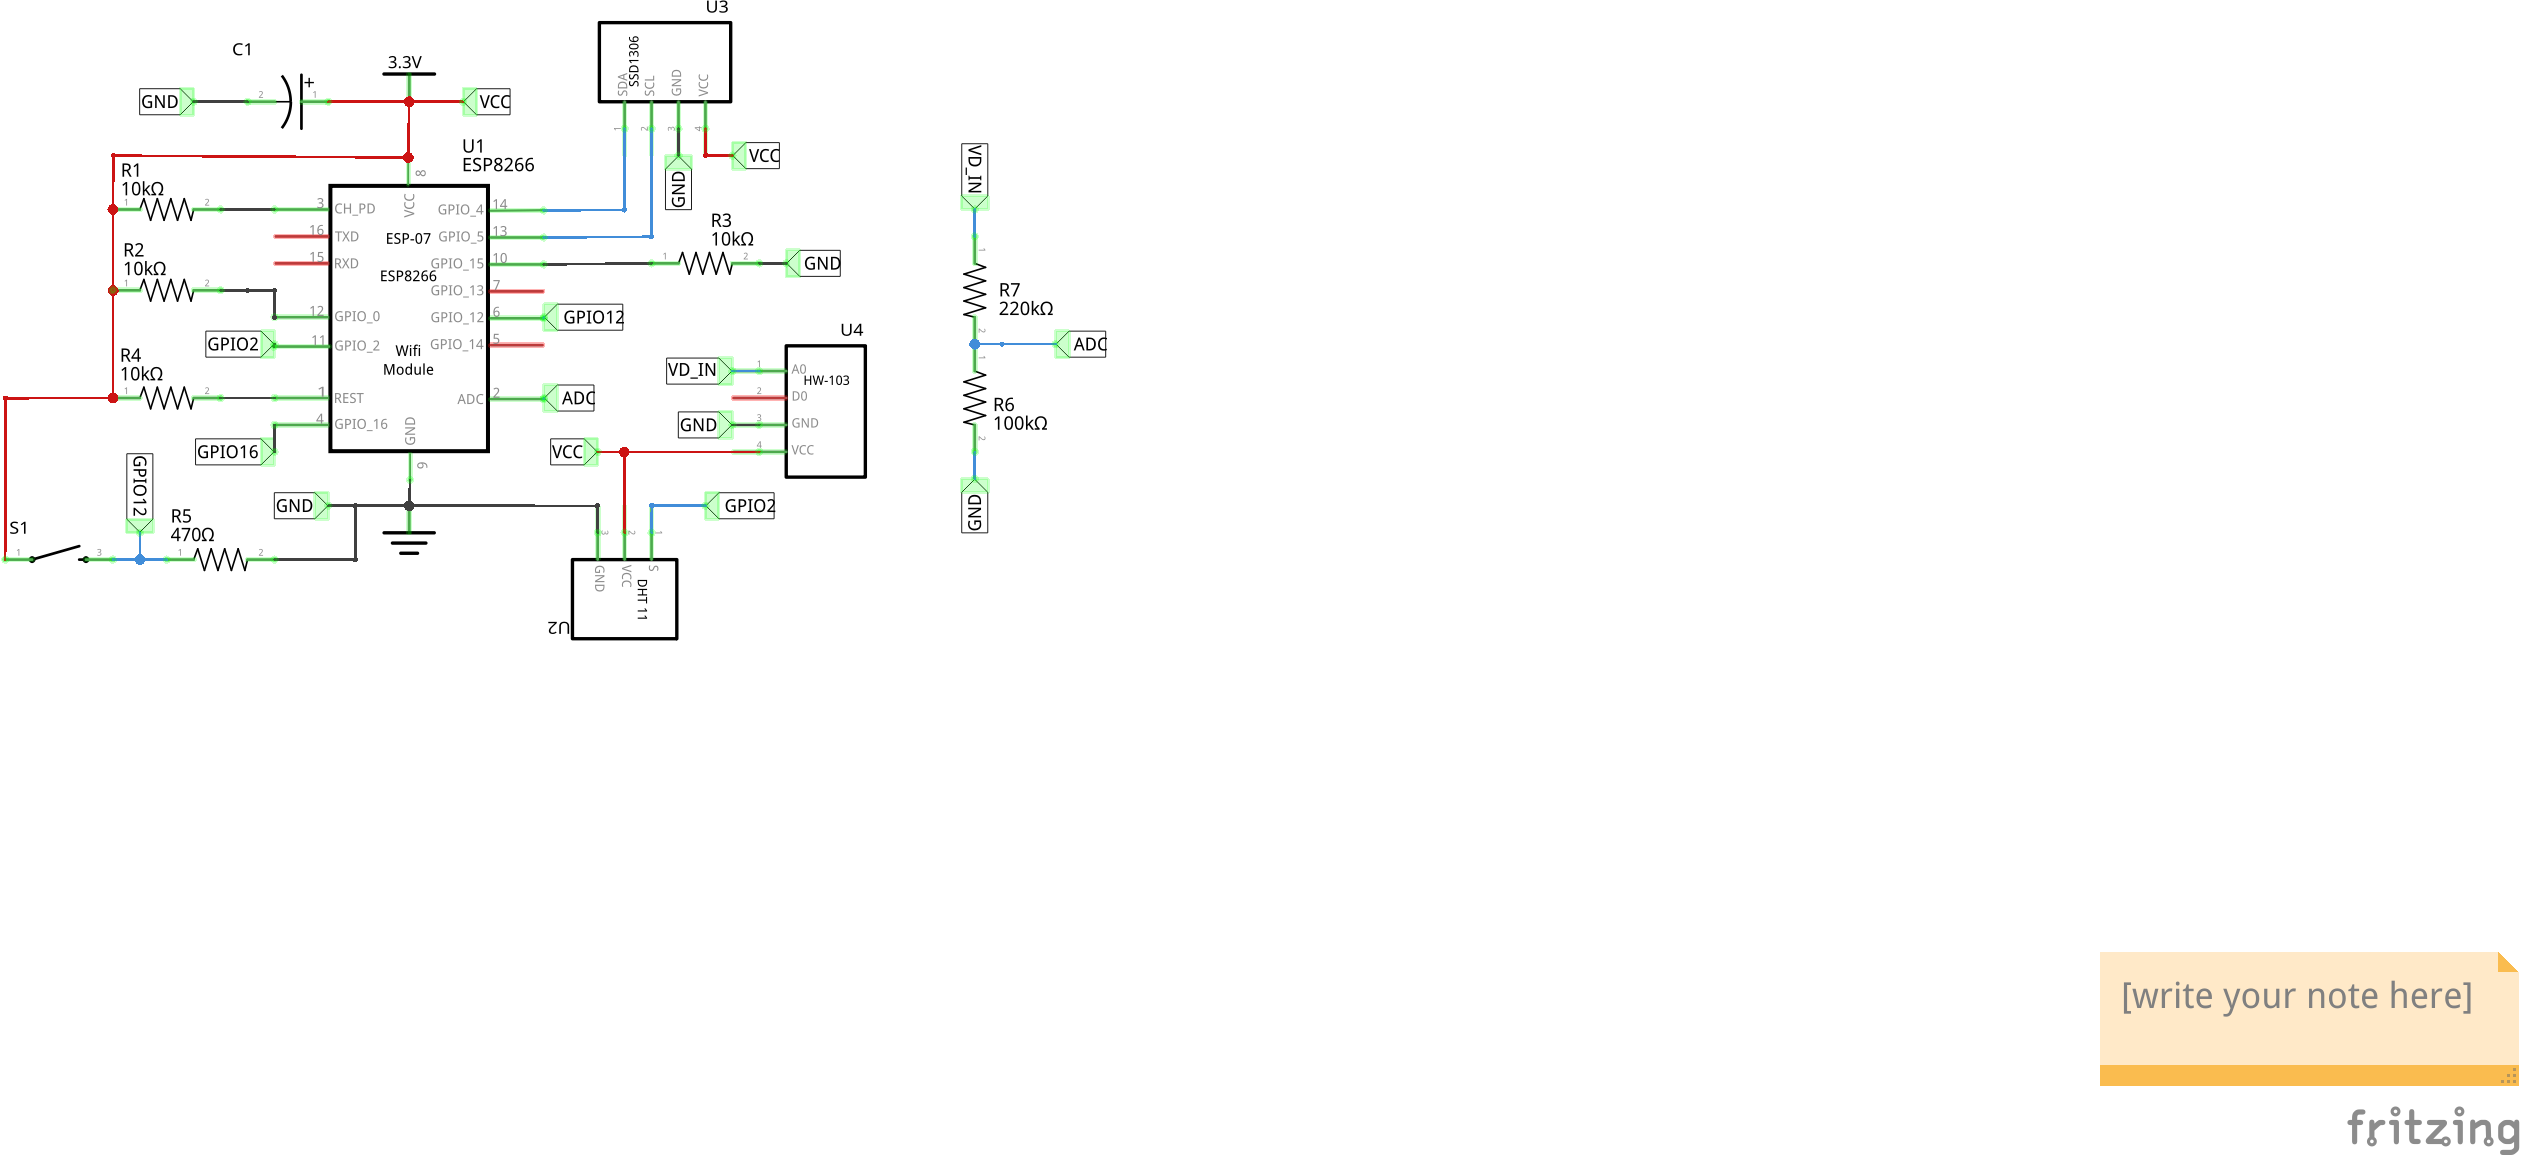 U3
C1
3.3V
SSD1306
SDA
SCL
GND
VCC
1
2
3
4
GND
2
+
1
VCC
VCC
GND
U1
ESP8266
8
VCC
R1
10kΩ
1
2
3
CH_PD
16
TXD
15
RXD
R2
10kΩ
1
2
12
GPIO_0
GPIO2
11
GPIO_2
R4
10kΩ
1
2
1
REST
4
GPIO_16
GPIO16
ESP-07
ESP8266
Wifi
Module
GPIO_4
14
GPIO_5
13
GPIO_15
10
GPIO_13
7
GPIO_12
6
GPIO12
GPIO_14
5
ADC
2
ADC
GND
9
R3
10kΩ
1
2
GND
U4
HW-103
VD_IN
1
A0
2
D0
GND
3
GND
VCC
4
VCC
VD_IN
1
R7
220kΩ
2
ADC
1
R6
100kΩ
2
GND
GPIO12
S1
1
3
R5
470Ω
1
2
GND
GPIO2
3
2
1
GND
VCC
S
DHT 11
U2
[write your note here]
fritzing